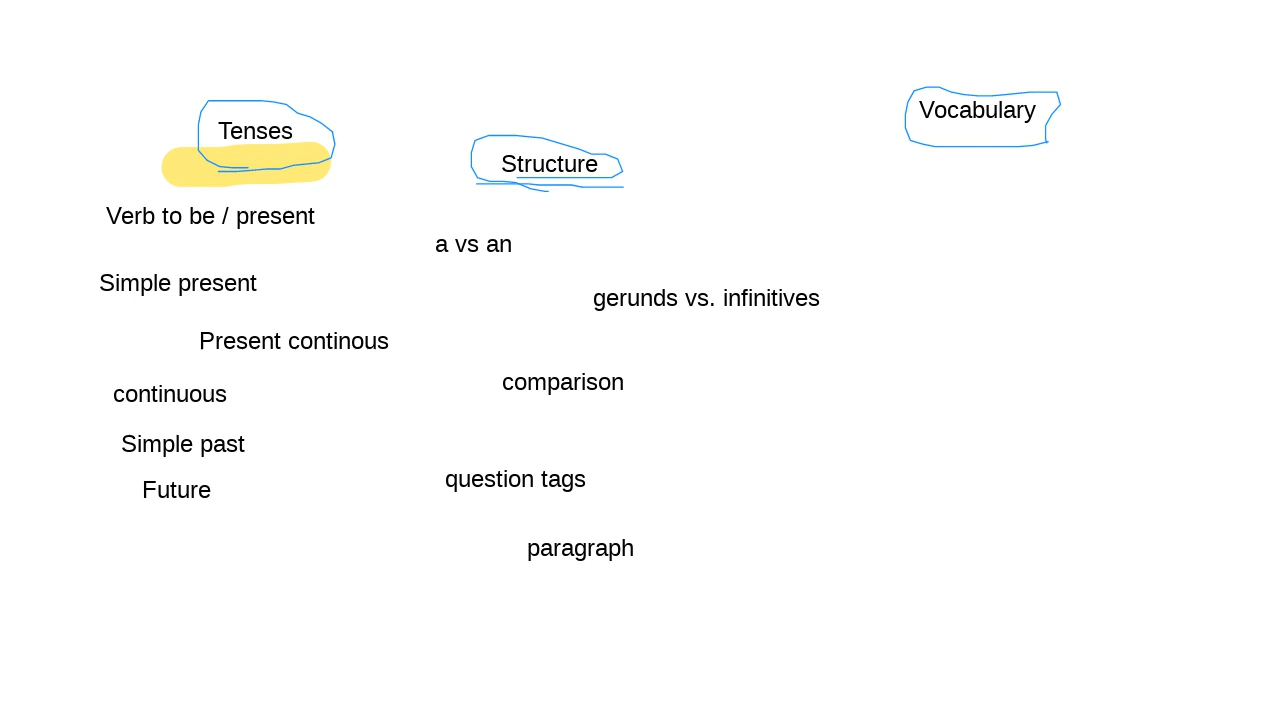 Tenses
Verb to be / present
Simple present
Present continous
continuous
Simple past
Future
Structure
a vs an
gerunds vs. infinitives
comparison
question tags
paragraph
Vocabulary